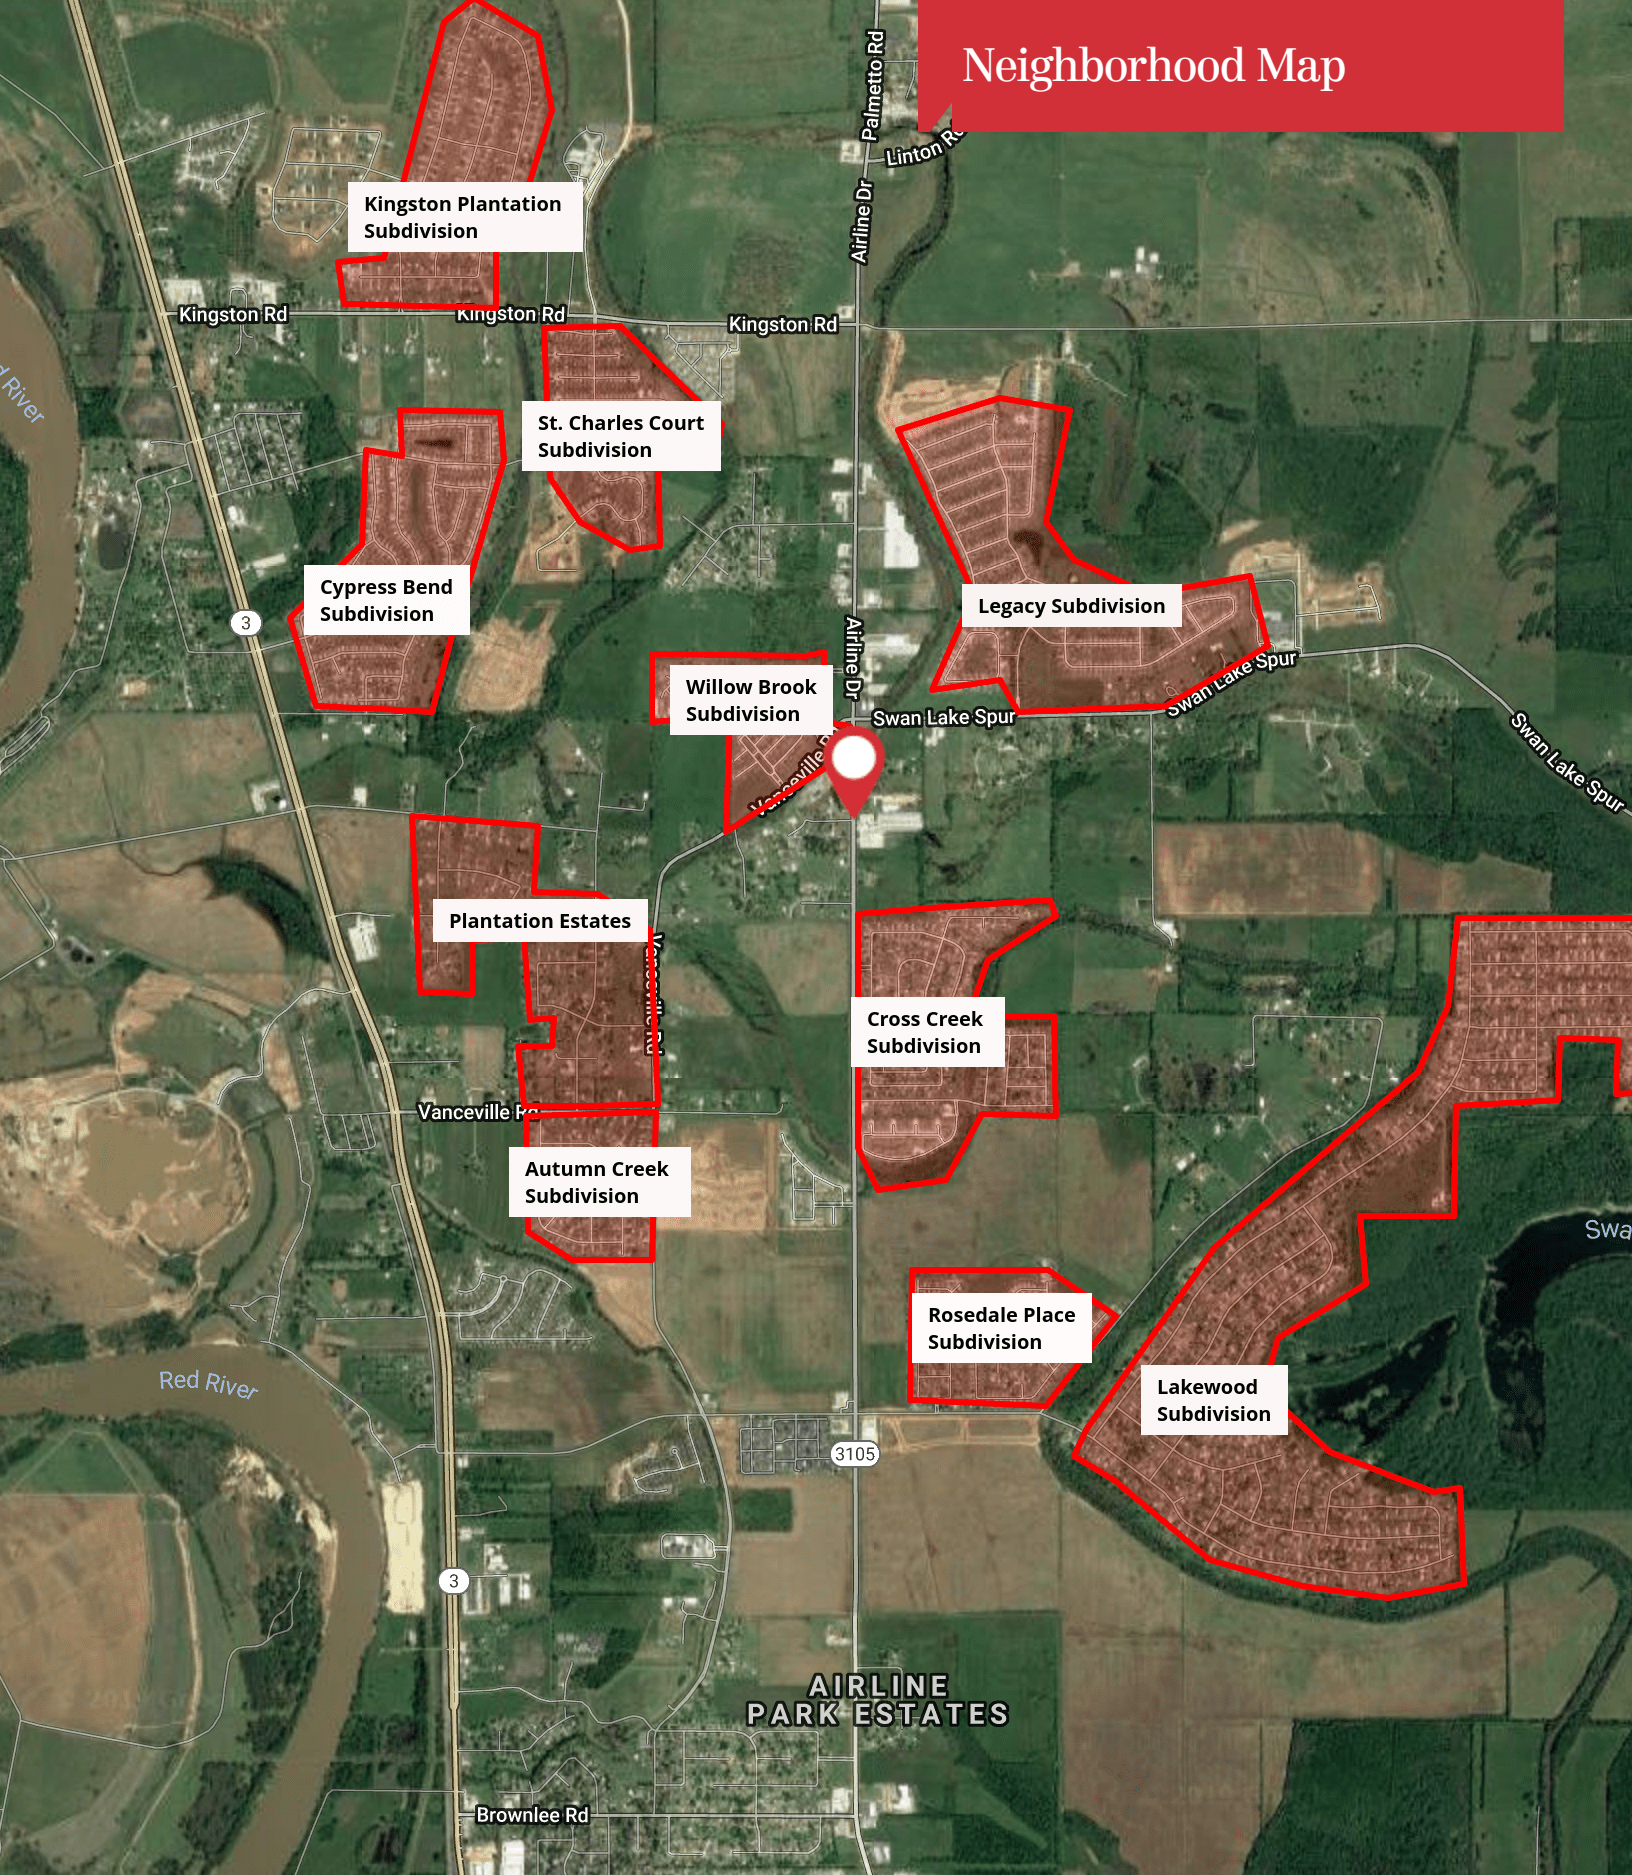 Neighborhood Map
Palmetto Rd
Linton Rd
Airline Dr
Kingston Plantation
Subdivision
Kingston Rd
Kingston Rd
Kingston Rd
River
St. Charles Court
Subdivision
Cypress Bend
Subdivision
3
Legacy Subdivision
Airline Dr
Willow Brook
Subdivision
Swan Lake Spur
Swan Lake Spur
Swan Lake Spur
Vanceville Rd
Plantation Estates
Vanceville Rd
Cross Creek
Subdivision
Vanceville Rd
Autumn Creek
Subdivision
Swa
Rosedale Place
Subdivision
Red River
Lakewood
Subdivision
3105
3
AIRLINE
PARK ESTATES
Brownlee Rd